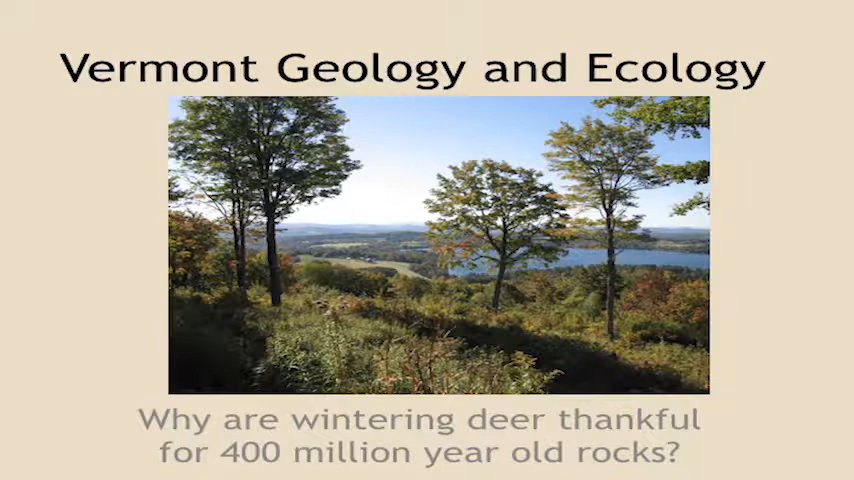 Vermont Geology and Ecology
Why are wintering deer thankful
for 400 million year old rocks?